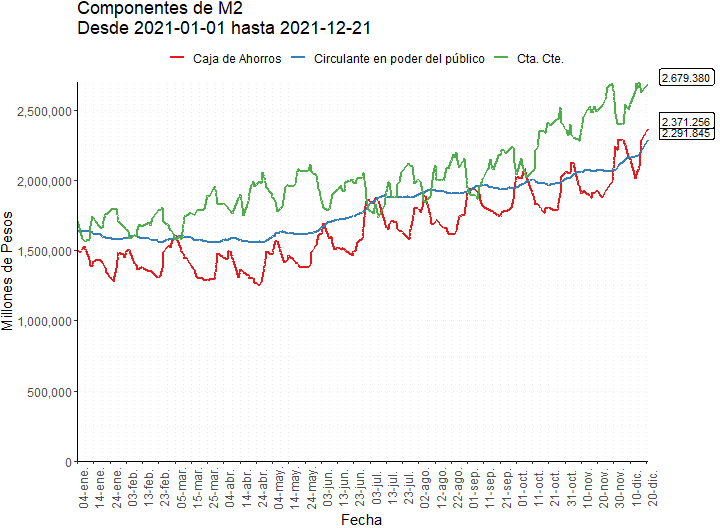 Componentes de M2
Desde 2021-01-01 hasta 2021-12-21
Caja de Ahorros Circulante en poder del público Cta. Cte.
2.679.380
2.371.256
2.291.845
2,500,000
2,000,000
1,500,000
1,000,000
500,000
0
Millones de Pesos
04-ene. 14-ene. 24-ene. 03-feb. 13-feb. 23-feb. 05-mar. 15-mar. 25-mar. 04-abr. 14-abr. 24-abr. 04-may. 14-may. 24-may. 03-jun. 13-jun. 23-jun. 03-jul. 13-jul. 23-jul. 02-ago. 12-ago. 22-ago. 01-sep. 11-sep. 21-sep. 01-oct. 11-oct. 21-oct. 31-oct. 10-nov. 20-nov. 30-nov. 10-dic. 20-dic.
Fecha